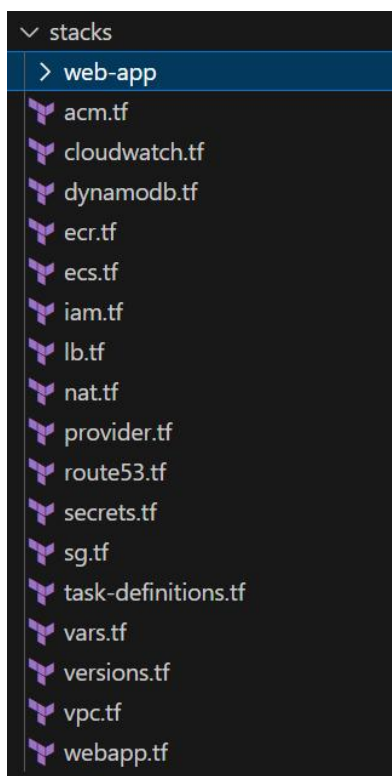 stacks
web-app
acm.tf
cloudwatch.tf
dynamodb.tf
ecr.tf
ecs.tf
iam.tf
lb.tf
nat.tf
provider.tf
route53.tf
secrets.tf
sg.tf
task-definitions.tf
vars.tf
versions.tf
vpc.tf
webapp.tf